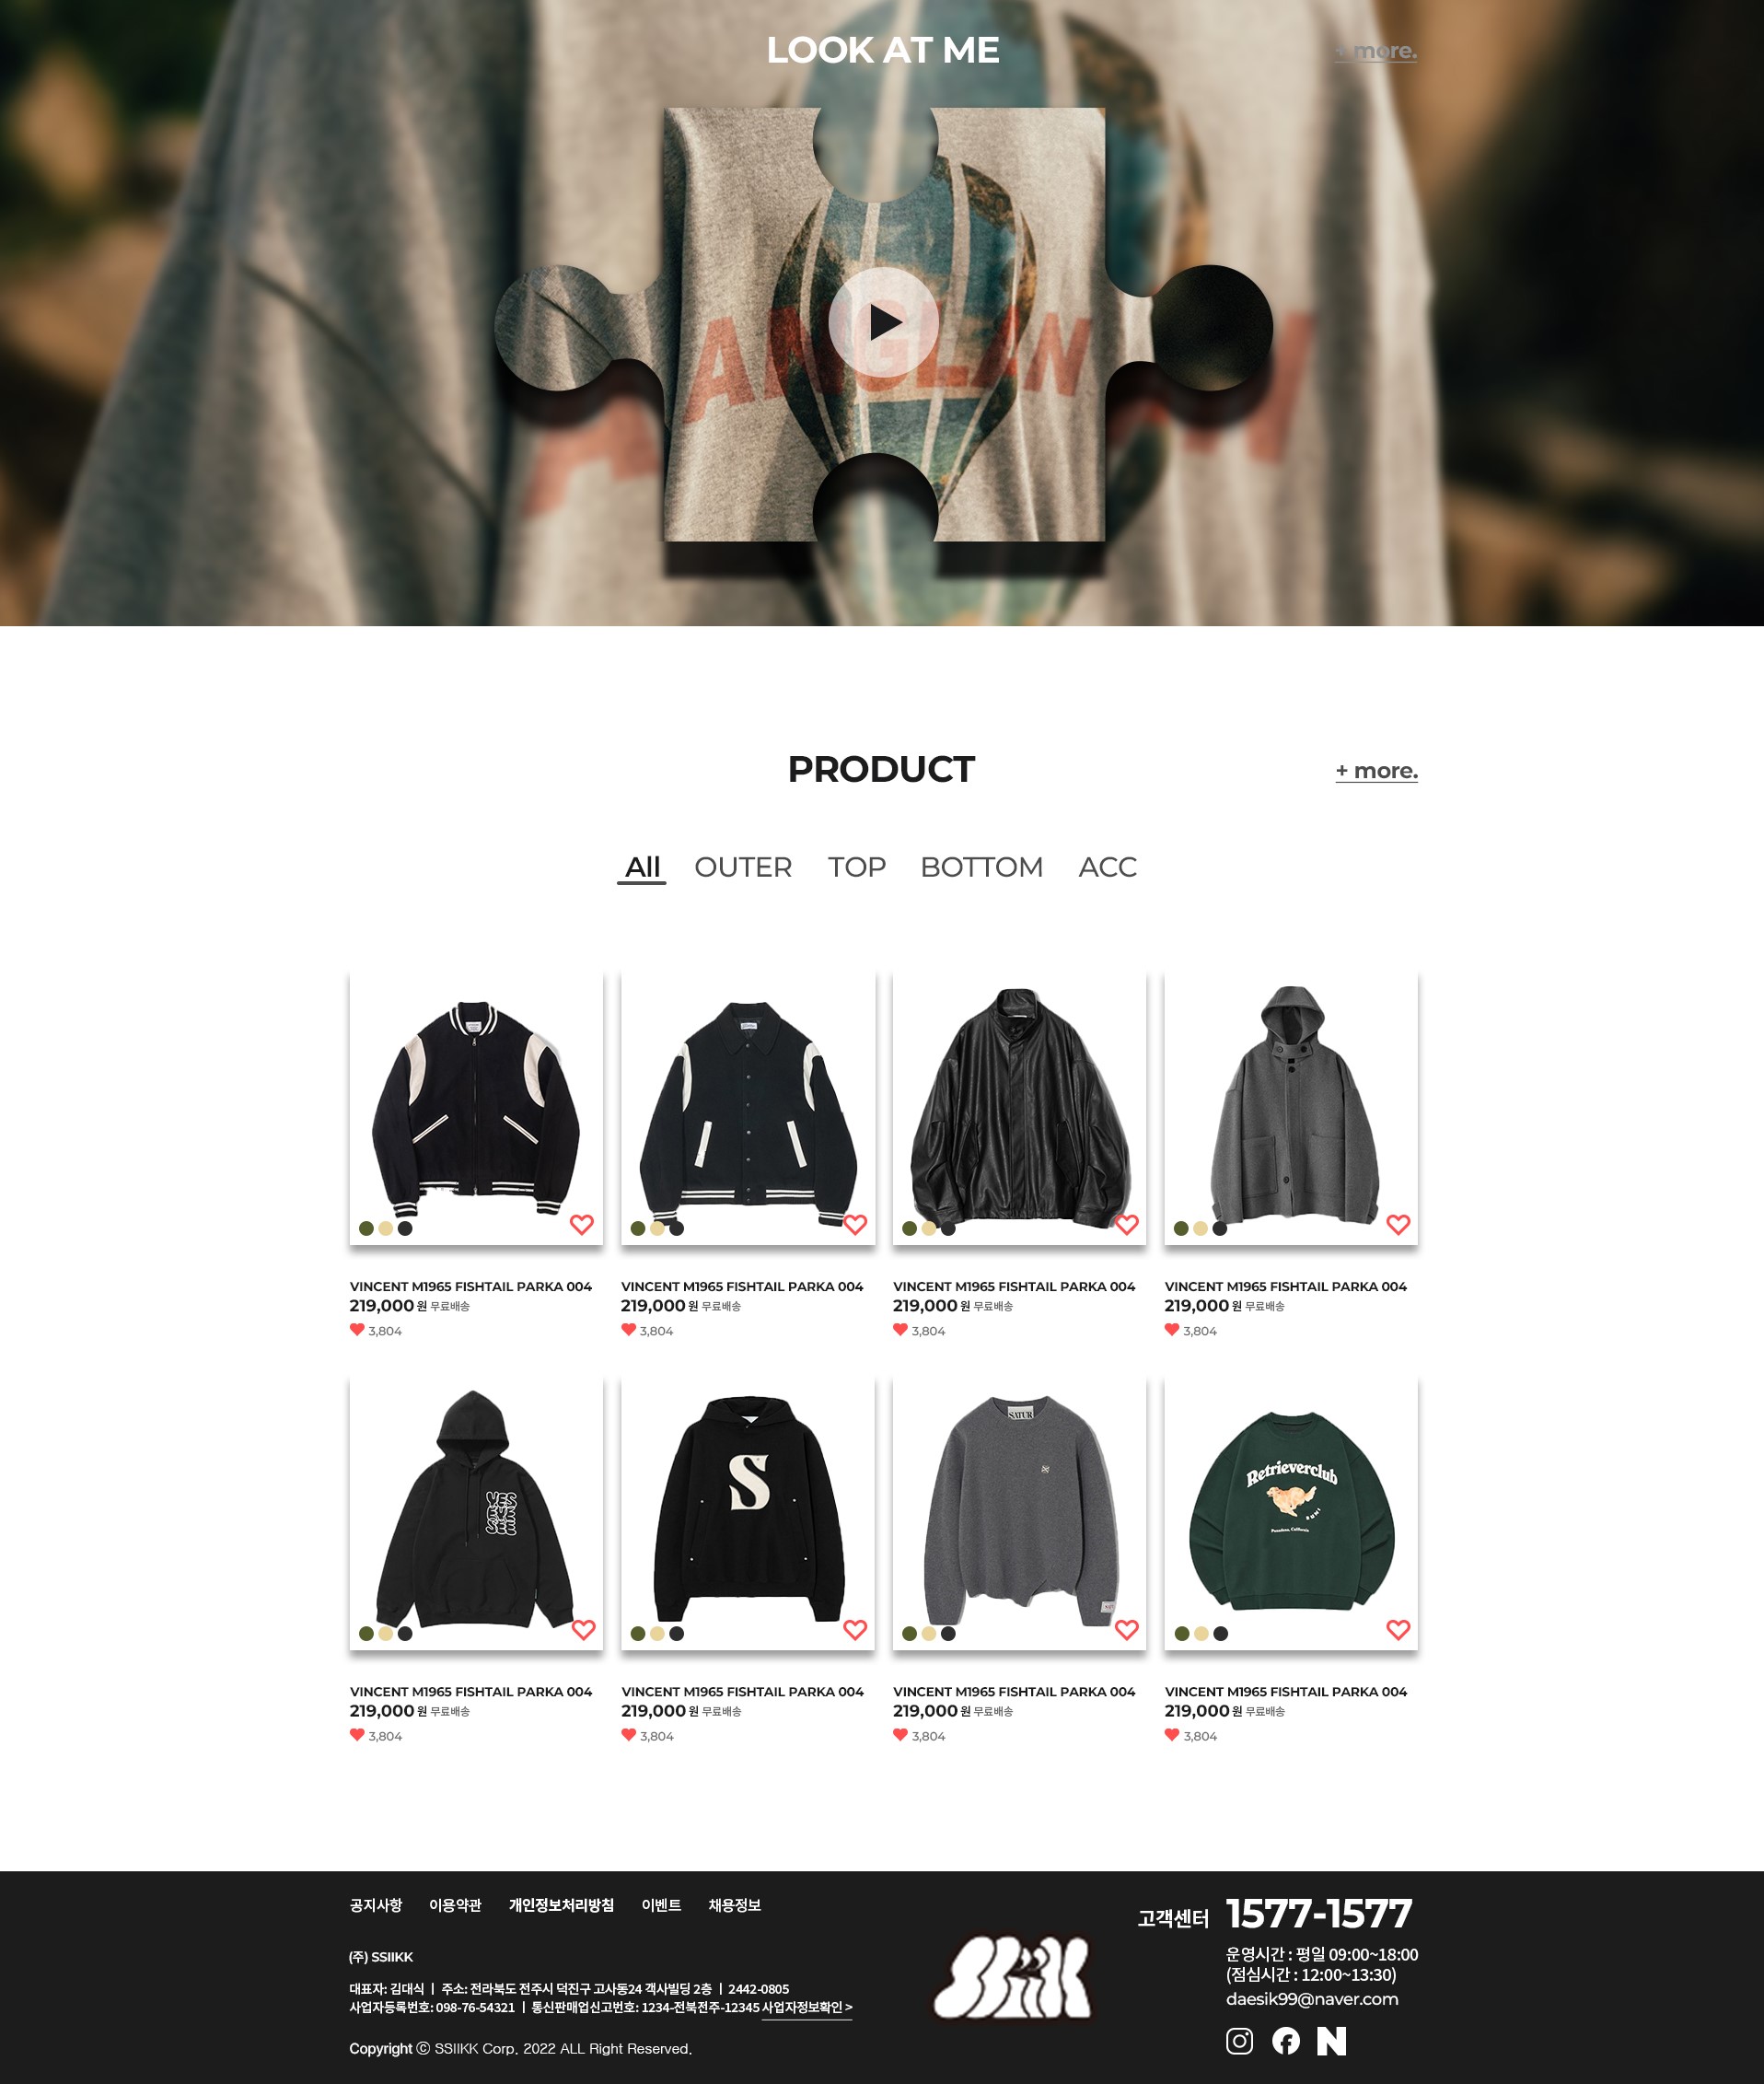 LOOK AT ME
+ more.
PRODUCT
+ more.
All OUTER TOP BOTTOM ACC
VINCENT M1965 FISHTAIL PARKA 004
219,000 원 무료배송
3,804
VINCENT M1965 FISHTAIL PARKA 004
219,000 원 무료배송
3,804
VINCENT M1965 FISHTAIL PARKA 004
219,000 원 무료배송
3,804
VINCENT M1965 FISHTAIL PARKA 004
219,000 원 무료배송
3,804
YES
EYE
SEE
S
SATUR
Retrieverclub
RUN!
Pasadena, California
VINCENT M1965 FISHTAIL PARKA 004
219,000 원 무료배송
3,804
VINCENT M1965 FISHTAIL PARKA 004
219,000 원 무료배송
3,804
VINCENT M1965 FISHTAIL PARKA 004
219,000 원 무료배송
3,804
VINCENT M1965 FISHTAIL PARKA 004
219,000 원 무료배송
3,804
공지사항 이용약관 개인정보처리방침 이벤트 채용정보
(주) SSIIKK
대표자: 김대식 ㅣ 주소: 전라북도 전주시 덕진구 고사동24 객사빌딩 2층 ㅣ 2442-0805
사업자등록번호: 098-76-54321 ㅣ 통신판매업신고번호: 1234-전북전주-12345 사업자정보확인 >
Copyright ⓒ SSIIKK Corp. 2022 ALL Right Reserved.
SSiiK
고객센터 1577-1577
운영시간 : 평일 09:00~18:00
(점심시간 : 12:00~13:30)
daesik99@naver.com